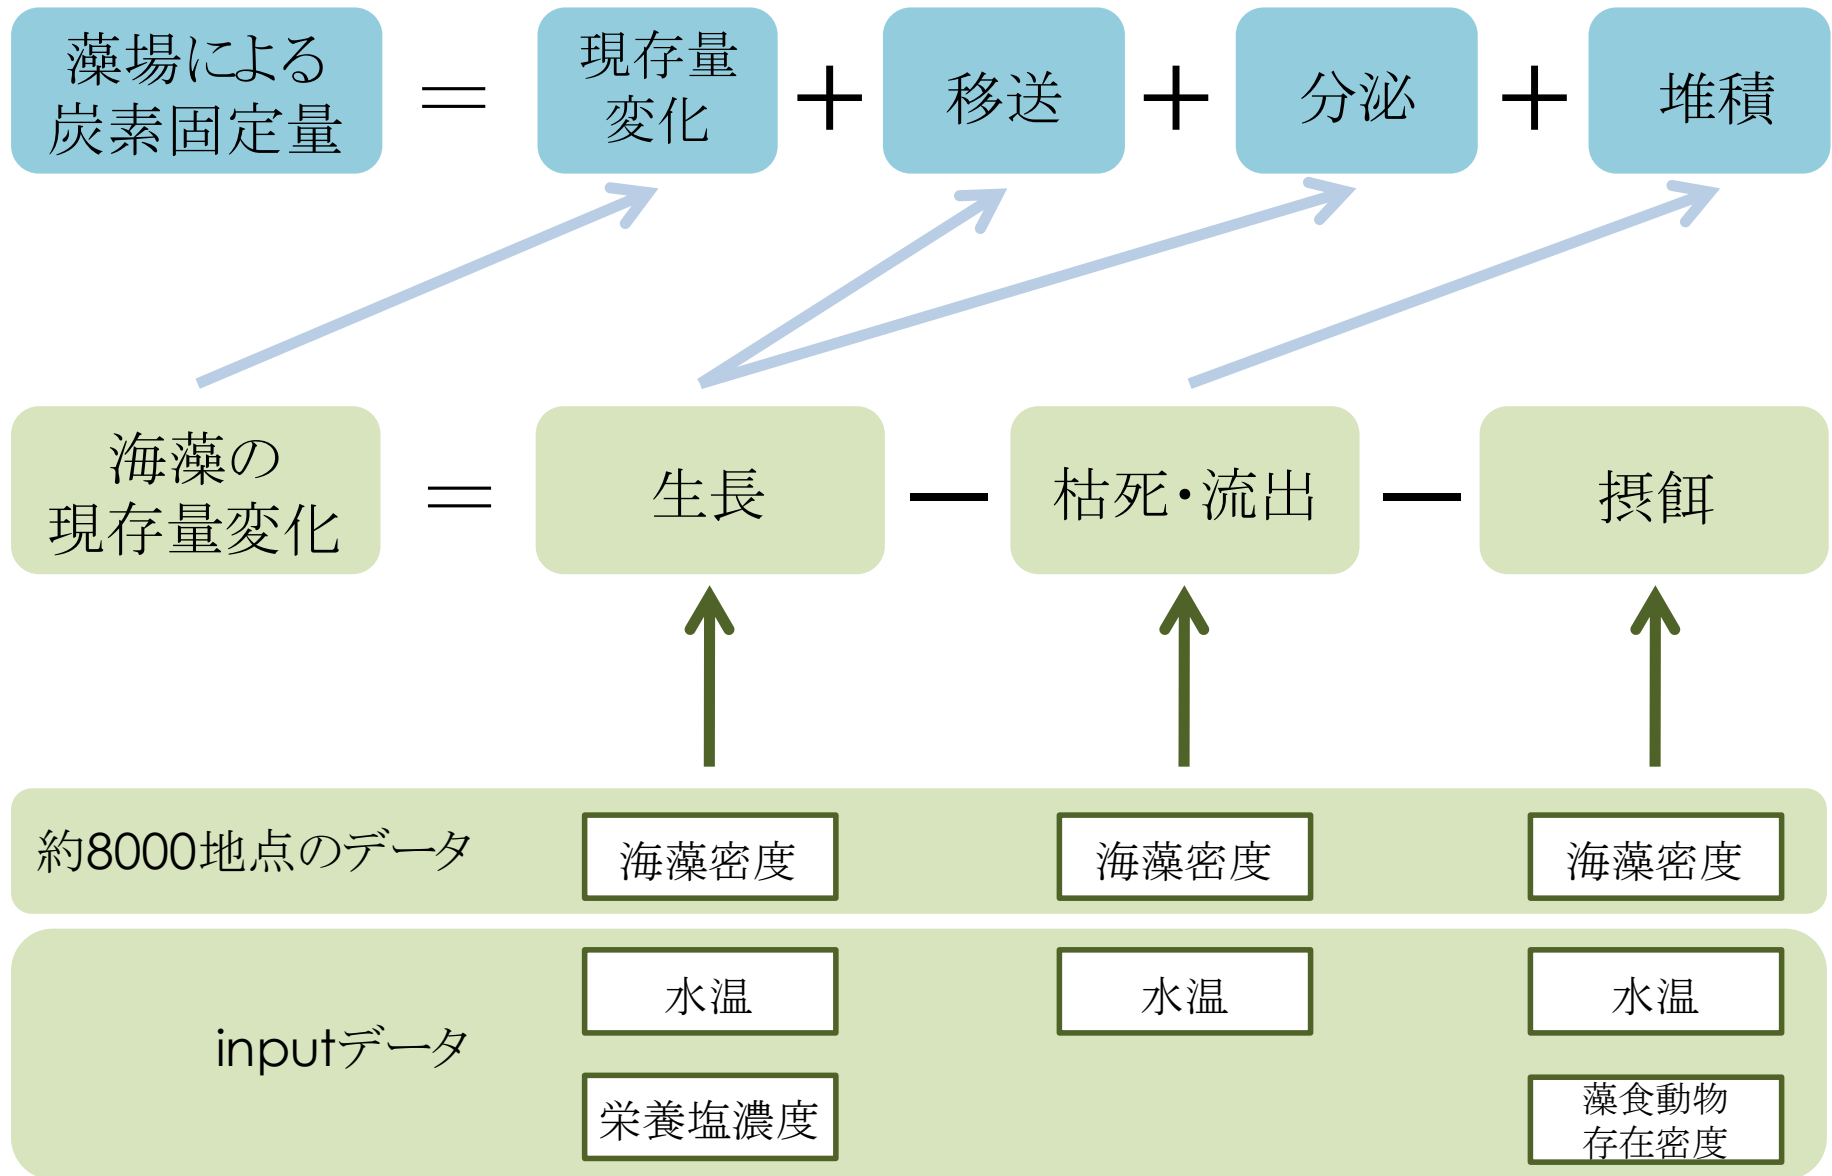 藻場による
炭素固定量
＝
現存量
変化
＋
移送
＋
分泌
＋
堆積
海藻の
現存量変化
＝
生長
－
枯死・流出
－
摂餌
約8000地点のデータ
海藻密度
海藻密度
海藻密度
inputデータ
水温
水温
水温
栄養塩濃度
藻食動物
存在密度